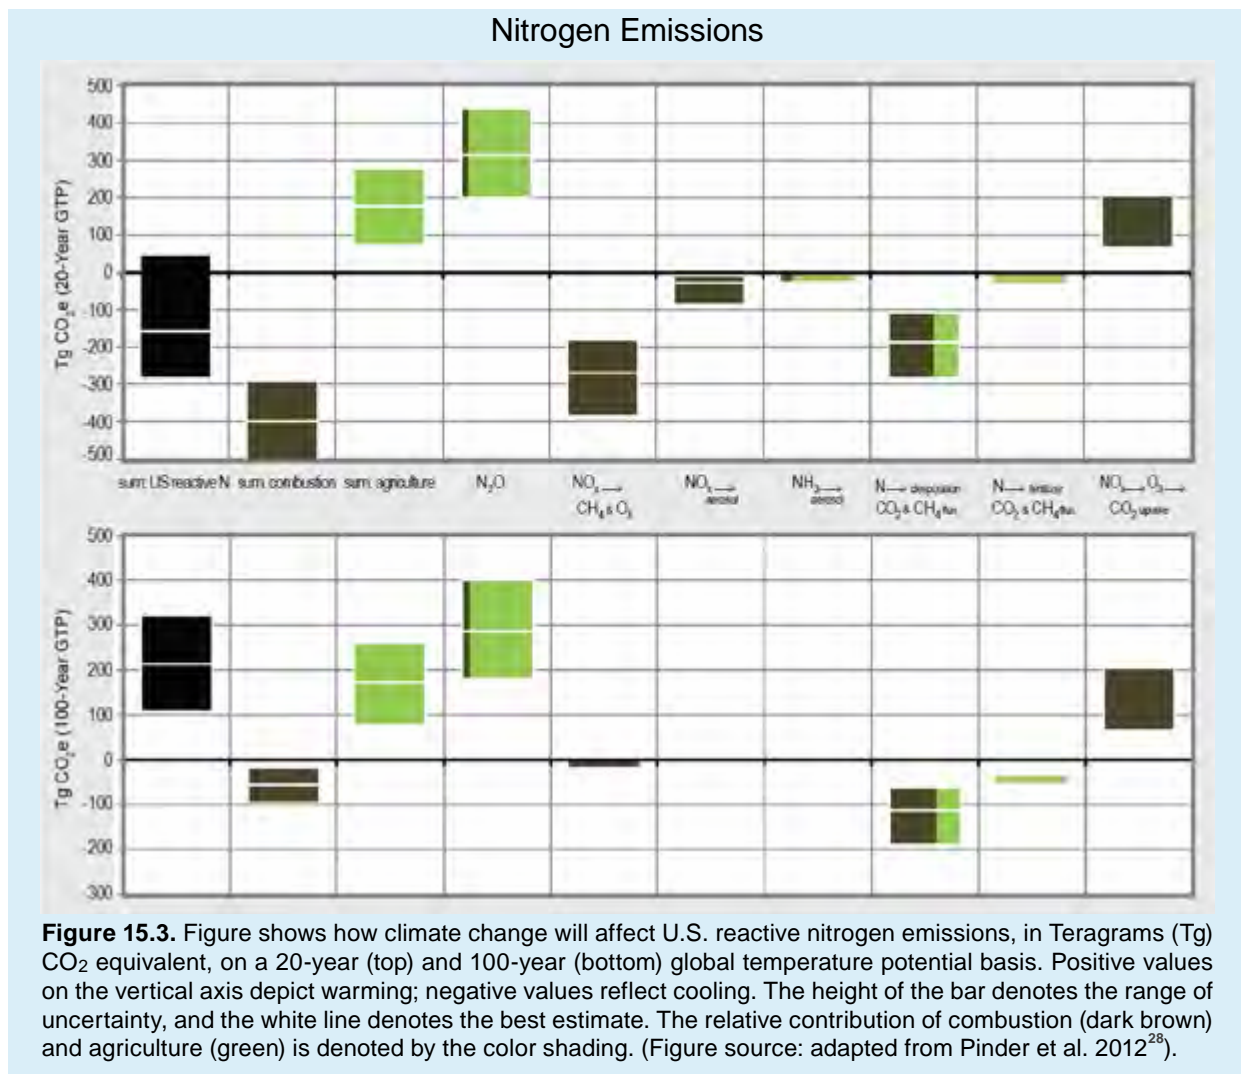 Nitrogen Emissions
500
400
300
200
100
0
-100
-200
-300
-400
-500
Tg CO2e (20-Year GTP)
sum: US reactive N
sum: combustion
sum: agriculture
N2O
NOx→
CH4 & O3
NOx→
aerosol
NH3→
aerosol
N→ deposition
CO2 & CH4 flux
N→ fertilizer
CO2 & CH4 flux
NOx→ O3→
CO2 uptake
500
400
300
200
100
0
-100
200
300
Tg CO2e (100-Year GTP)
Figure 15.3. Figure shows how climate change will affect U.S. reactive nitrogen emissions, in Teragrams (Tg)
CO2 equivalent, on a 20-year (top) and 100-year (bottom) global temperature potential basis. Positive values
on the vertical axis depict warming; negative values reflect cooling. The height of the bar denotes the range of
uncertainty, and the white line denotes the best estimate. The relative contribution of combustion (dark brown)
and agriculture (green) is denoted by the color shading. (Figure source: adapted from Pinder et al. 2012²⁸).